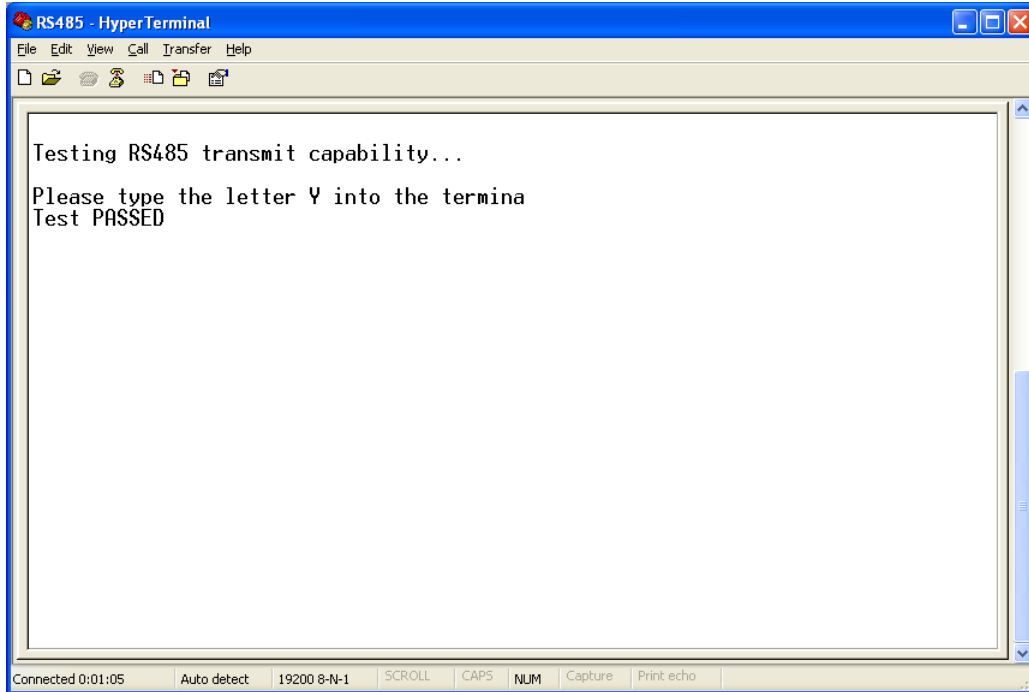 RS485 - HyperTerminal
File Edit View Call Transfer Help
Testing RS485 transmit capability...
Please type the letter Y into the termina
Test PASSED
Connected 0:01:05 Auto detect 19200 8-N-1 SCROLL CAPS NUM Capture Print echo